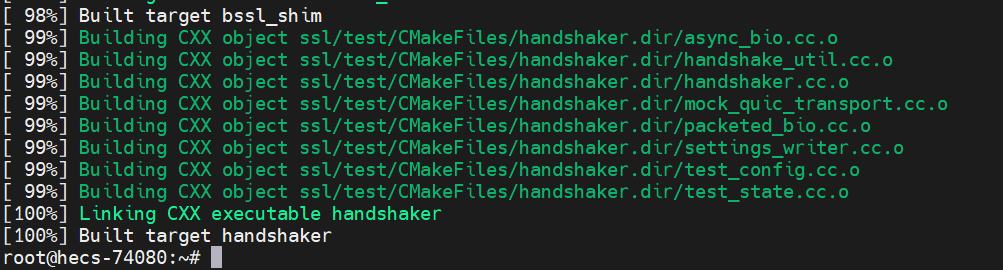 [ 98%] Built target bssl_shim
[ 99%] Building CXX object ssl/test/CMakeFiles/handshaker.dir/async_bio.cc.o
[ 99%] Building CXX object ssl/test/CMakeFiles/handshaker.dir/handshake_util.cc.o
[ 99%] Building CXX object ssl/test/CMakeFiles/handshaker.dir/handshaker.cc.o
[ 99%] Building CXX object ssl/test/CMakeFiles/handshaker.dir/mock_quic_transport.cc.o
[ 99%] Building CXX object ssl/test/CMakeFiles/handshaker.dir/packeted_bio.cc.o
[ 99%] Building CXX object ssl/test/CMakeFiles/handshaker.dir/settings_writer.cc.o
[ 99%] Building CXX object ssl/test/CMakeFiles/handshaker.dir/test_config.cc.o
[ 99%] Building CXX object ssl/test/CMakeFiles/handshaker.dir/test_state.cc.o
[100%] Linking CXX executable handshaker
[100%] Built target handshaker
root@hecs-74080:~#